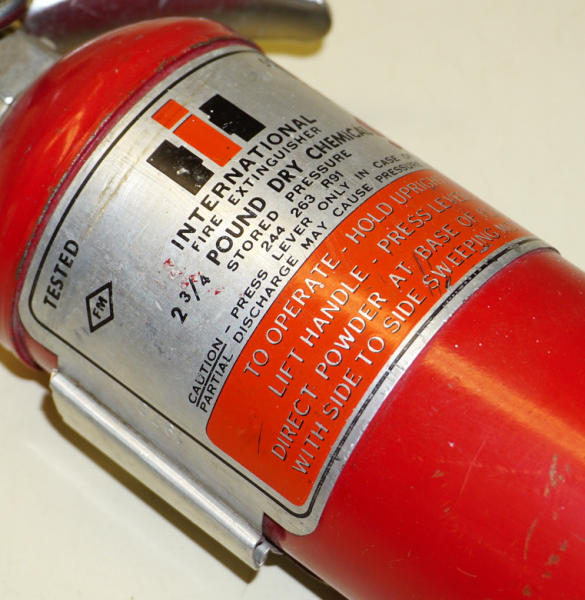 TESTED
FM
INTERNATIONAL
FIRE EXTINGUISHER
2 3/4 POUND DRY CHEMICAL
STORED PRESSURE
244 263 R91
CAUTION - PRESS LEVER ONLY IN CASE
PARTIAL DISCHARGE MAY CAUSE PRESSURE
TO OPERATE - HOLD UPRIGHT
LIFT HANDLE - PRESS LEVER
DIRECT POWDER AT BASE OF
WITH SIDE TO SIDE SWEEPING